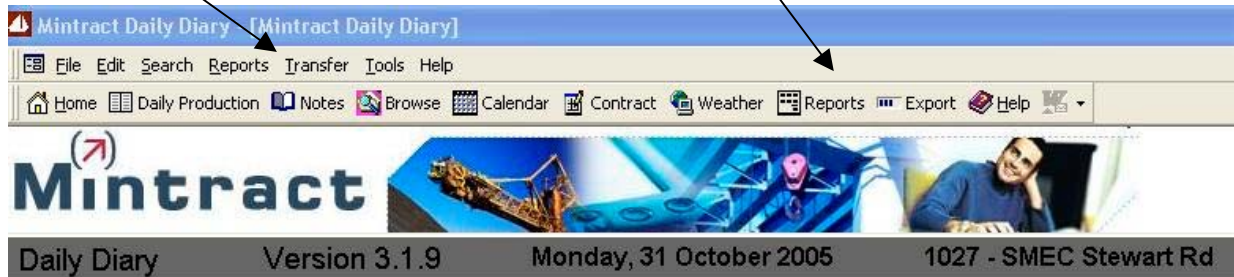 Mintract Daily Diary - [Mintract Daily Diary]
File Edit Search Reports Transfer Tools Help
Home Daily Production Notes Browse Calendar Contract Weather Reports Export Help
Mintract
Daily Diary Version 3.1.9 Monday, 31 October 2005 1027 - SMEC Stewart Rd